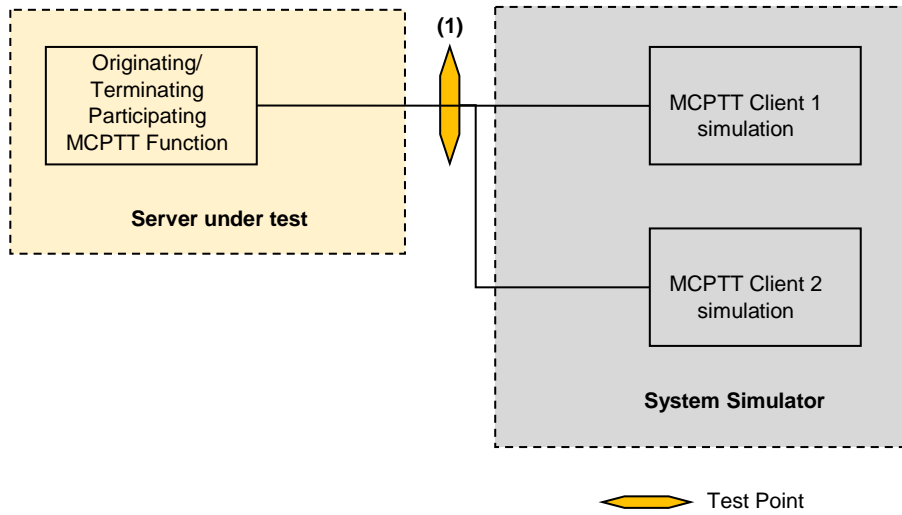 (1)
Originating/
Terminating
Participating
MCPTT Function
Server under test
MCPTT Client 1
simulation
MCPTT Client 2
simulation
System Simulator
Test Point